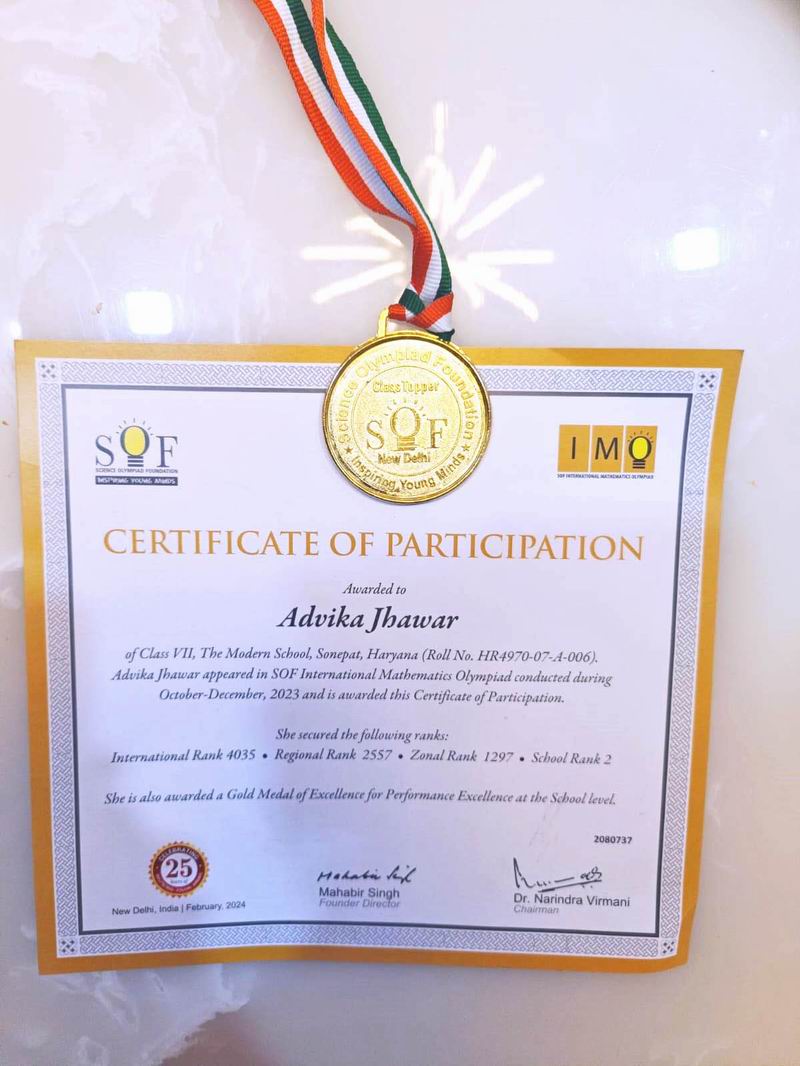 Science Olympiad Foundation
Class Topper
SOF
New Delhi
★ Inspiring Young Minds ★
SOF
SCIENCE OLYMPIAD FOUNDATION
INSPIRING YOUNG MINDS
IMO
SOF INTERNATIONAL MATHEMATICS OLYMPIAD
CERTIFICATE OF PARTICIPATION
Awarded to
Advika Jhawar
of Class VII, The Modern School, Sonepat, Haryana (Roll No. HR4970-07-A-006).
Advika Jhawar appeared in SOF International Mathematics Olympiad conducted during
October-December, 2023 and is awarded this Certificate of Participation.
She secured the following ranks:
International Rank 4035 • Regional Rank 2557 • Zonal Rank 1297 • School Rank 2
She is also awarded a Gold Medal of Excellence for Performance Excellence at the School level.
2080737
CELEBRATING
25
Mahabir Singh
Mahabir Singh
Founder Director
Dr. Narindra Virmani
Chairman
New Delhi, India | February, 2024